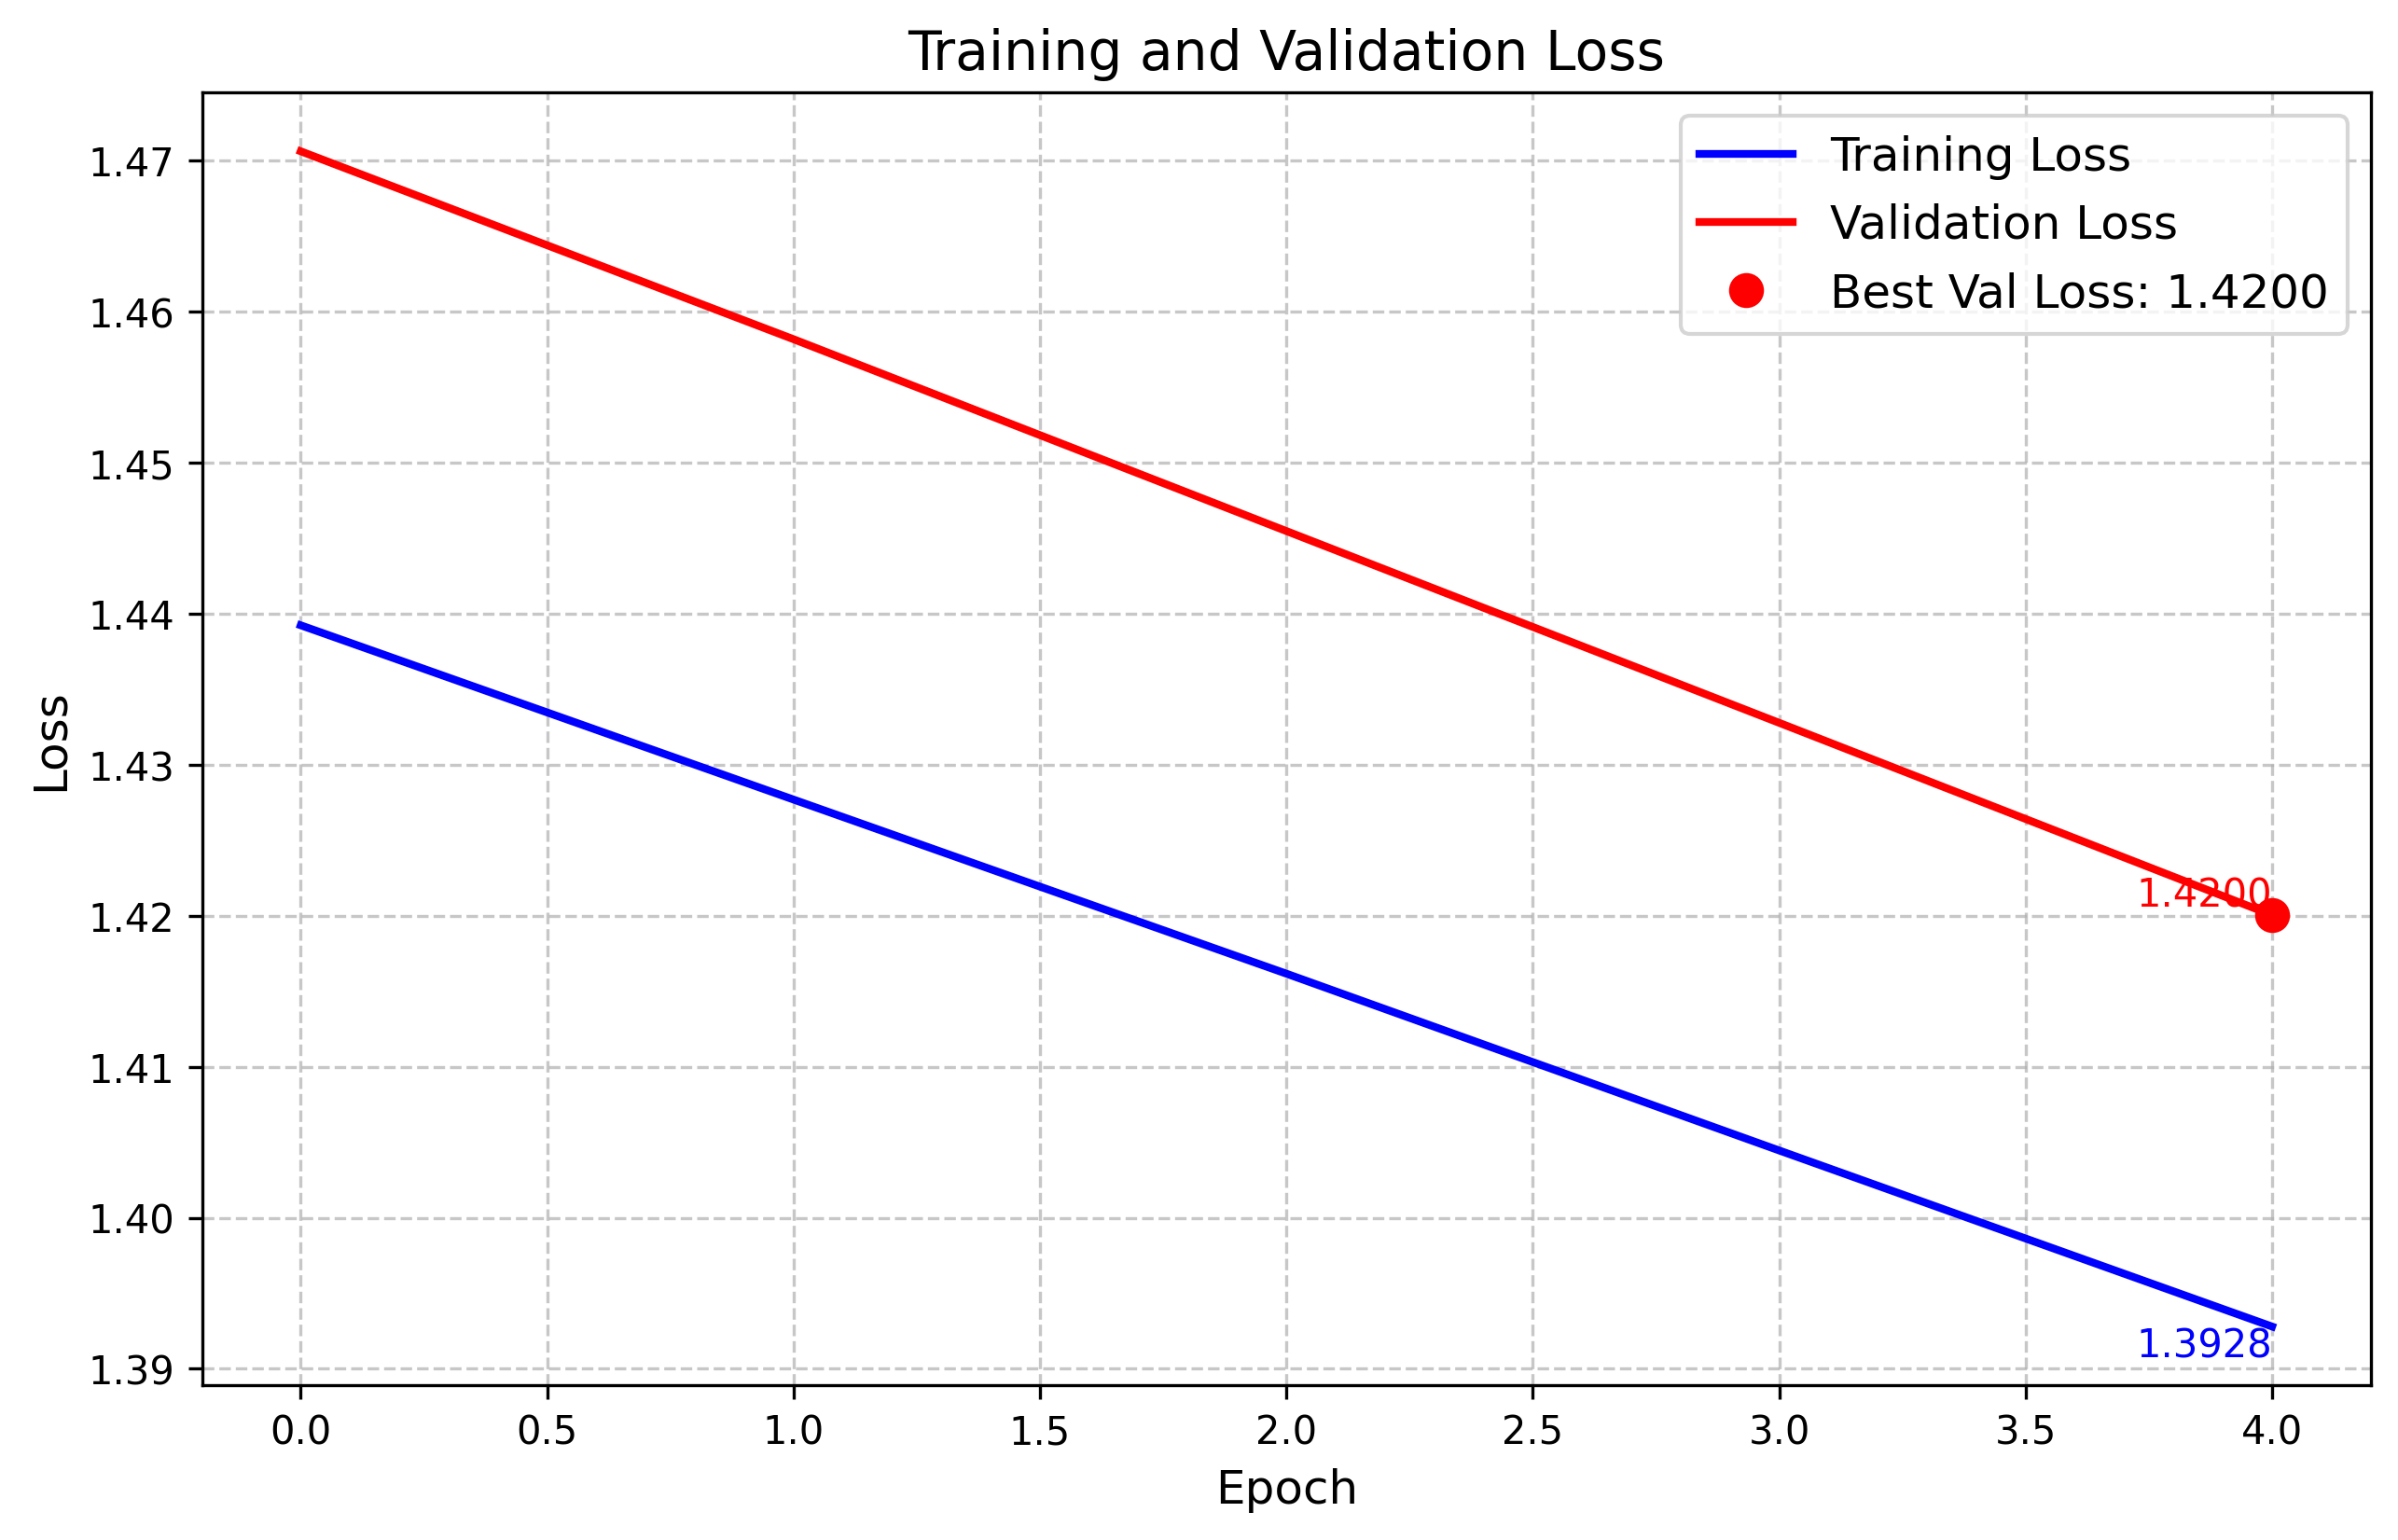 Training and Validation Loss
Training Loss
Validation Loss
Best Val Loss: 1.4200
1.47
1.46
1.45
1.44
1.43
1.42
1.41
1.40
1.39
Loss
1.4200
1.3928
0.0 0.5 1.0 1.5 2.0 2.5 3.0 3.5 4.0
Epoch